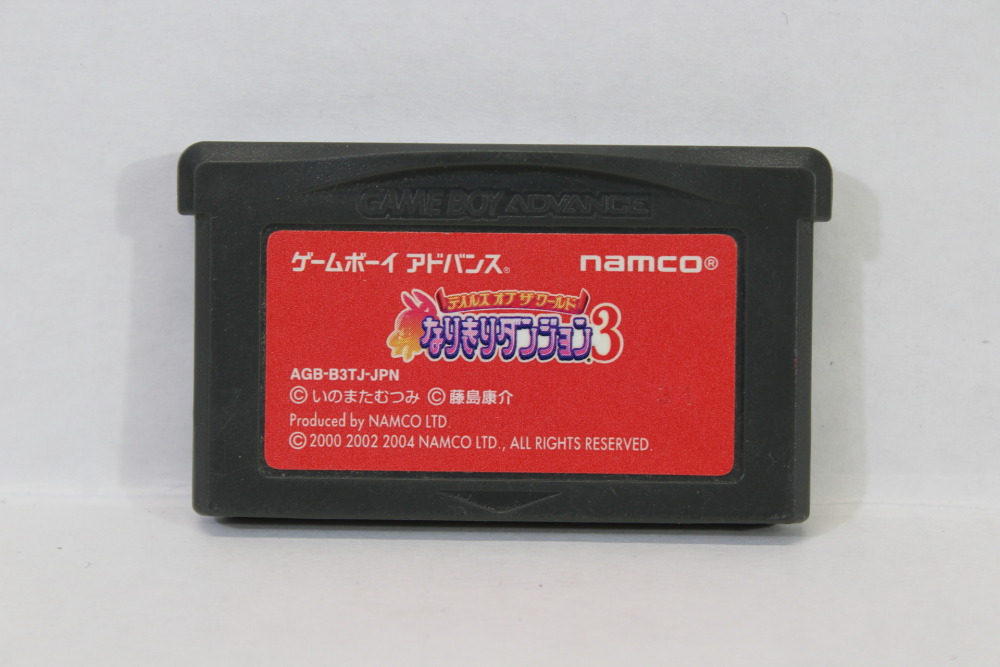 GAME BOY ADVANCE
ゲームボーイ アドバンス®
namco®
テイルズ オブ ザ ワールド
なりきりダンジョン3
AGB-B3TJ-JPN
© いのまたむつみ © 藤島康介
Produced by NAMCO LTD.
© 2000 2002 2004 NAMCO LTD., ALL RIGHTS RESERVED.